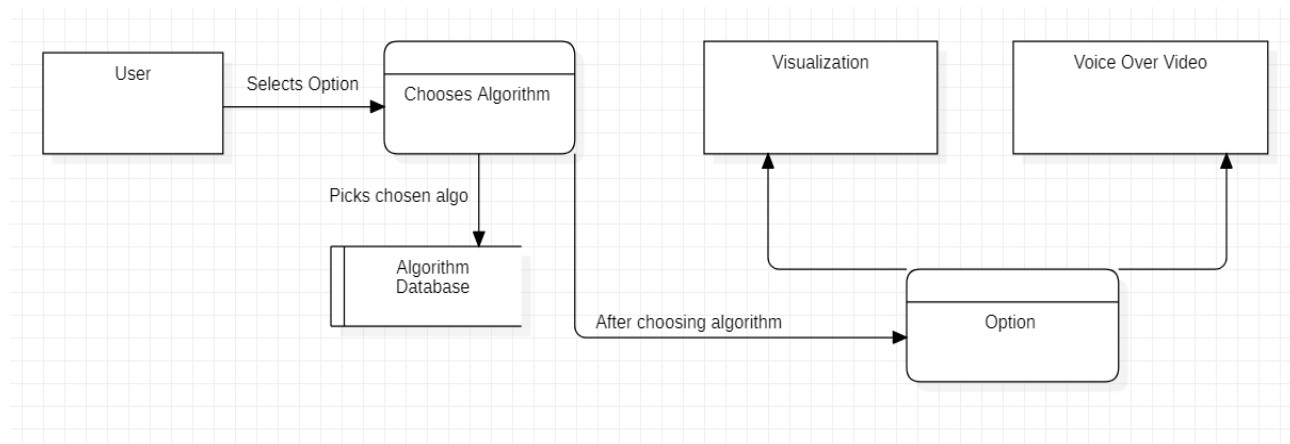 User
Selects Option
Chooses Algorithm
Visualization
Voice Over Video
Picks chosen algo
Algorithm
Database
After choosing algorithm
Option